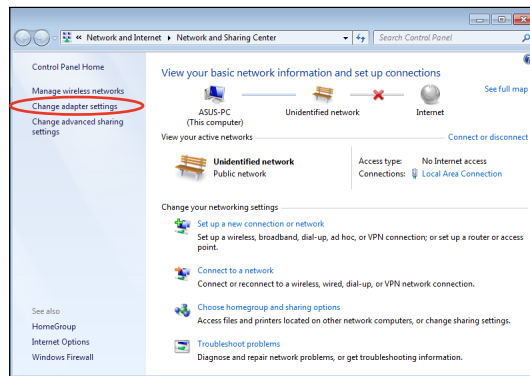 « Network and Internet ▸ Network and Sharing Center
Search Control Panel
Control Panel Home
Manage wireless networks
Change adapter settings
Change advanced sharing
settings
View your basic network information and set up connections
See full map
ASUS-PC
(This computer)
Unidentified network
Internet
View your active networks
Connect or disconnect
Unidentified network
Public network
Access type: No Internet access
Connections: Local Area Connection
Change your networking settings
Set up a new connection or network
Set up a wireless, broadband, dial-up, ad hoc, or VPN connection; or set up a router or access
point.
Connect to a network
Connect or reconnect to a wireless, wired, dial-up, or VPN network connection.
Choose homegroup and sharing options
Access files and printers located on other network computers, or change sharing settings.
Troubleshoot problems
Diagnose and repair network problems, or get troubleshooting information.
See also
HomeGroup
Internet Options
Windows Firewall